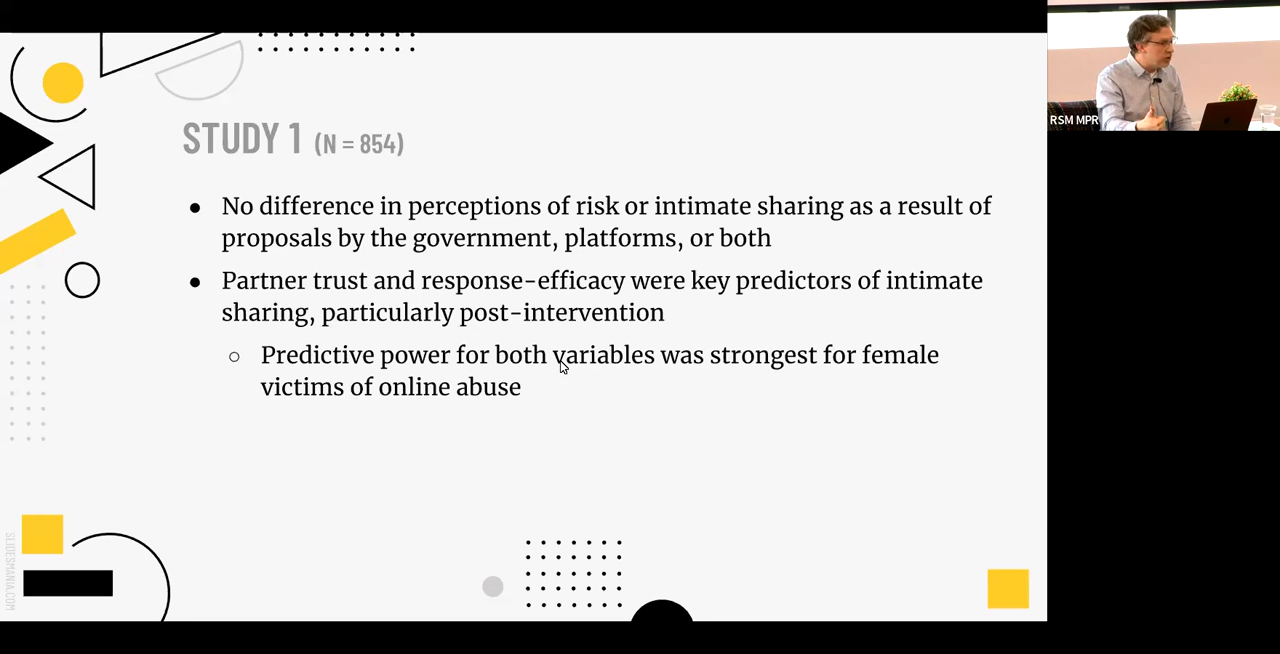 STUDY 1 (N = 854)
● No difference in perceptions of risk or intimate sharing as a result of
proposals by the government, platforms, or both
● Partner trust and response-efficacy were key predictors of intimate
sharing, particularly post-intervention
○ Predictive power for both variables was strongest for female
victims of online abuse
SLIDESMANIA.COM
RSM MPR